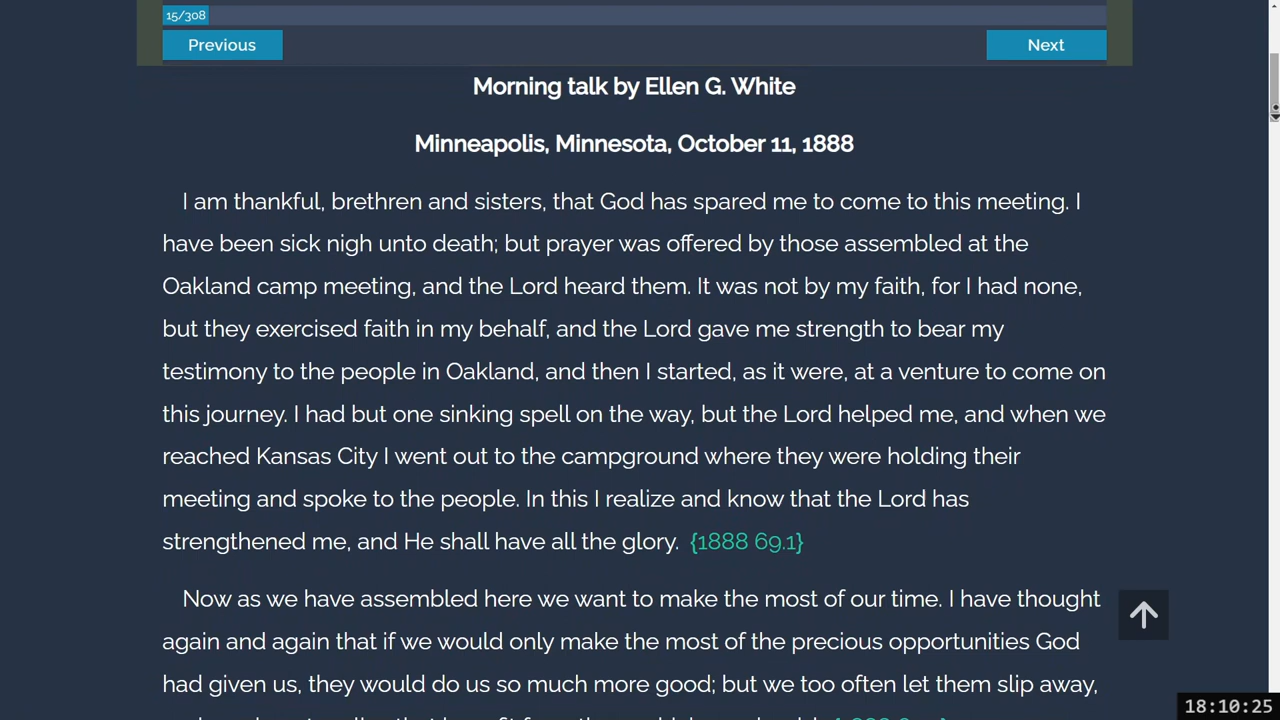 15/308
Previous
Next
Morning talk by Ellen G. White
Minneapolis, Minnesota, October 11, 1888
I am thankful, brethren and sisters, that God has spared me to come to this meeting. I
have been sick nigh unto death; but prayer was offered by those assembled at the
Oakland camp meeting, and the Lord heard them. It was not by my faith, for I had none,
but they exercised faith in my behalf, and the Lord gave me strength to bear my
testimony to the people in Oakland, and then I started, as it were, at a venture to come on
this journey. I had but one sinking spell on the way, but the Lord helped me, and when we
reached Kansas City I went out to the campground where they were holding their
meeting and spoke to the people. In this I realize and know that the Lord has
strengthened me, and He shall have all the glory. {1888 69.1}
Now as we have assembled here we want to make the most of our time. I have thought
again and again that if we would only make the most of the precious opportunities God
had given us, they would do us so much more good; but we too often let them slip away,
18:10:25